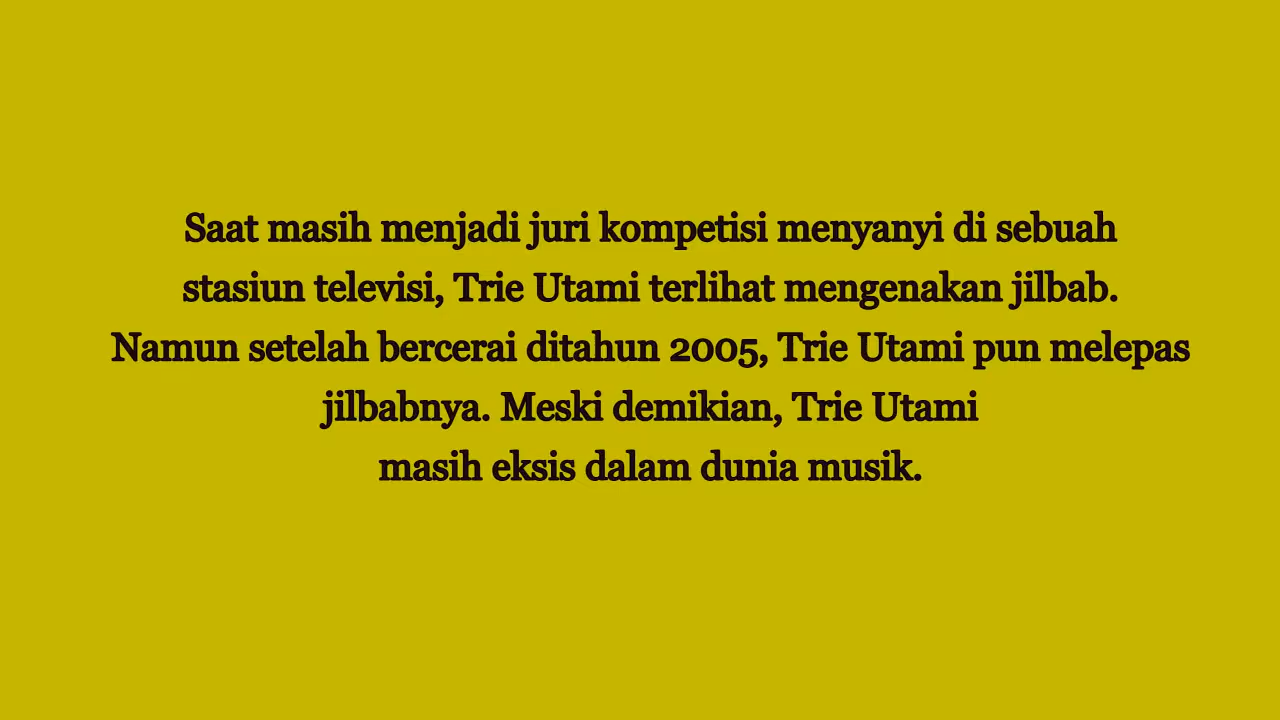 Saat masih menjadi juri kompetisi menyanyi di sebuah
stasiun televisi, Trie Utami terlihat mengenakan jilbab.
Namun setelah bercerai ditahun 2005, Trie Utami pun melepas
jilbabnya. Meski demikian, Trie Utami
masih eksis dalam dunia musik.